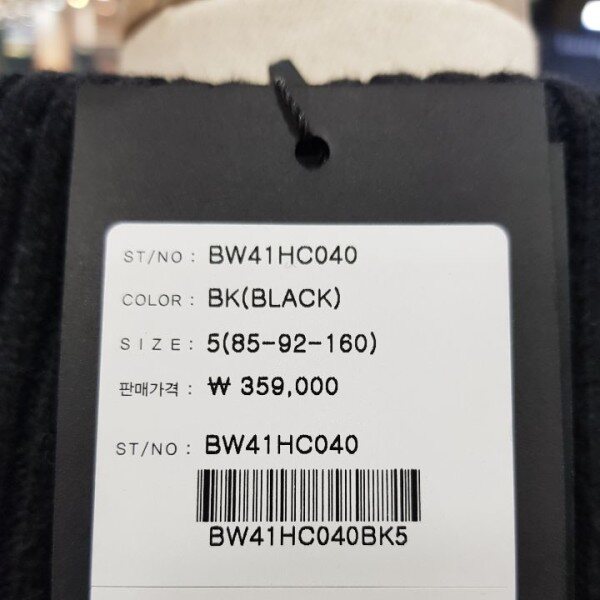 ST/NO : BW41HC040
COLOR : BK(BLACK)
SIZE : 5(85-92-160)
판매가격 : ₩ 359,000
ST/NO : BW41HC040
BW41HC040BK5